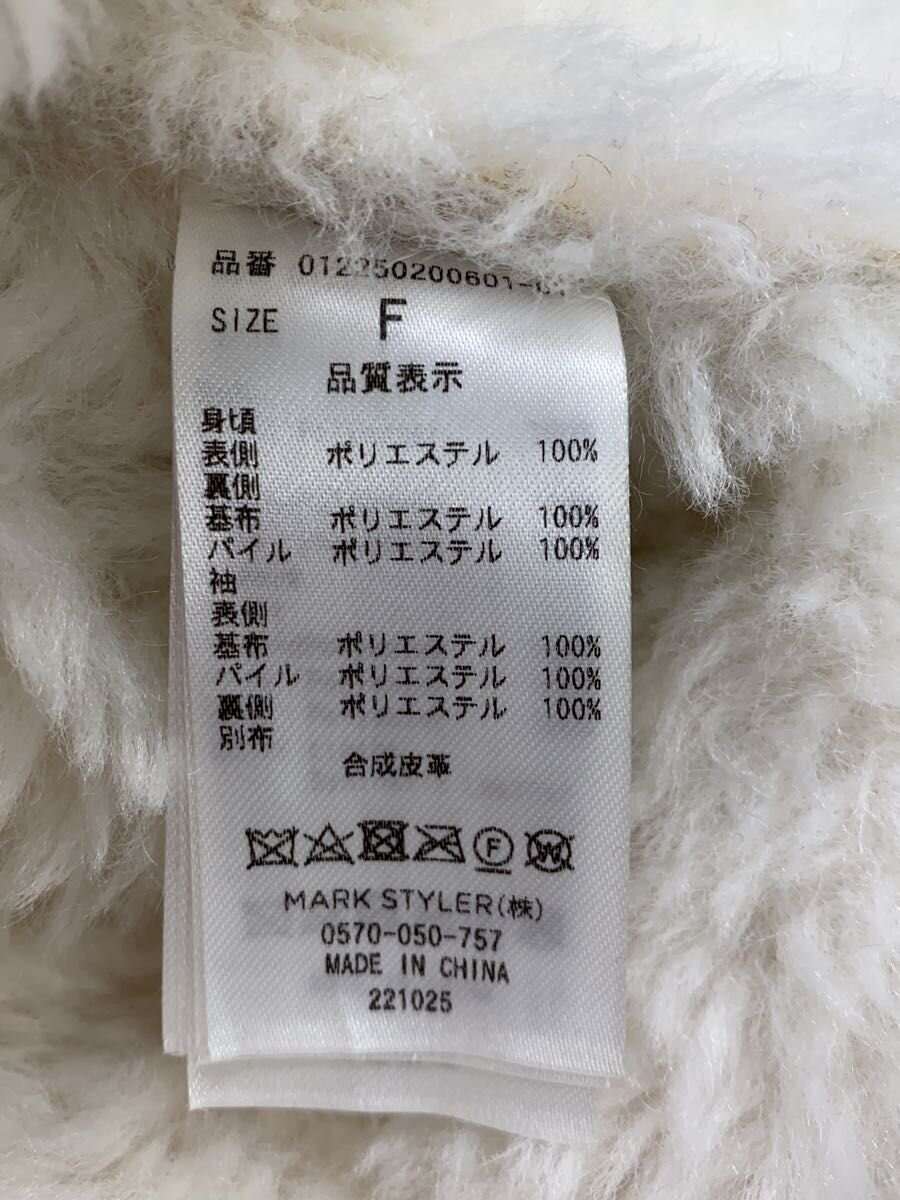 品番 012250200601-01
SIZE F
品質表示
身頃
表側 ポリエステル 100%
裏側
基布 ポリエステル 100%
パイル ポリエステル 100%
袖
表側
基布 ポリエステル 100%
パイル ポリエステル 100%
裏側 ポリエステル 100%
別布
合成皮革
F
W
MARK STYLER(株)
0570-050-757
MADE IN CHINA
221025